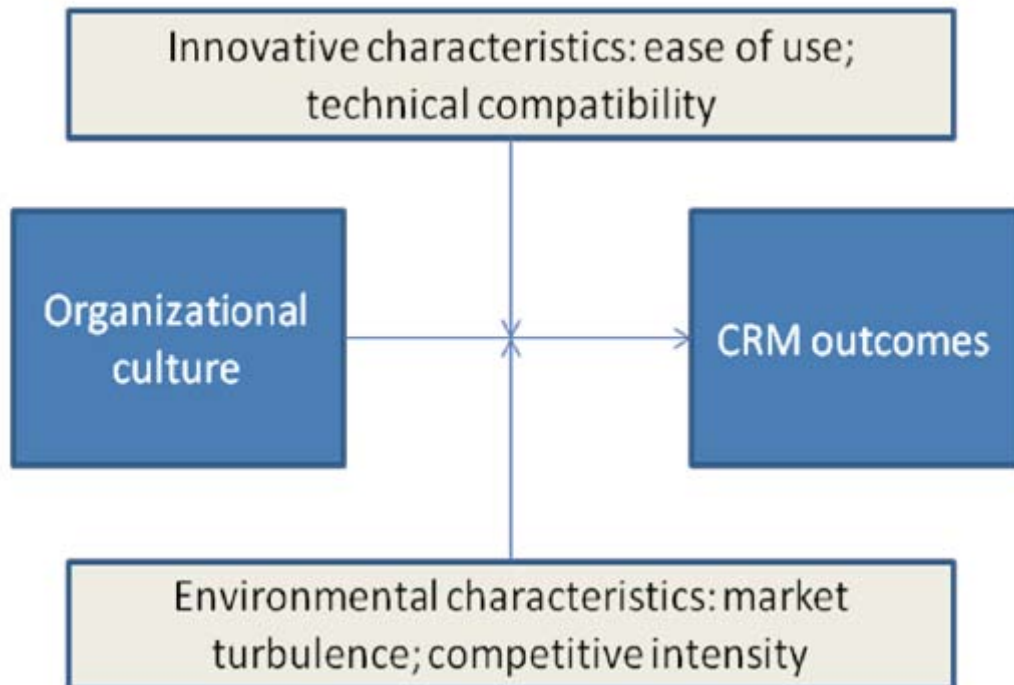 Innovative characteristics: ease of use;
technical compatibility
Organizational
culture
CRM outcomes
Environmental characteristics: market
turbulence; competitive intensity